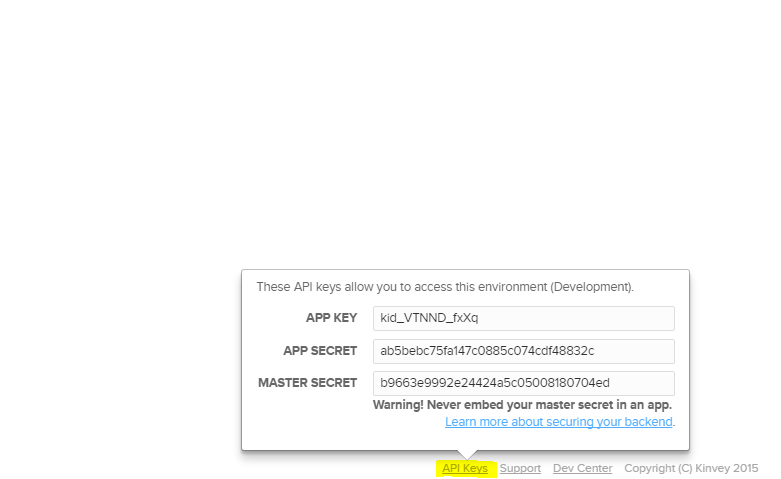 These API keys allow you to access this environment (Development).
APP KEY kid_VTNND_fxXq
APP SECRET ab5bebc75fa147c0885c074cdf48832c
MASTER SECRET b9663e9992e24424a5c05008180704ed
Warning! Never embed your master secret in an app.
Learn more about securing your backend.
API Keys Support Dev Center Copyright (C) Kinvey 2015